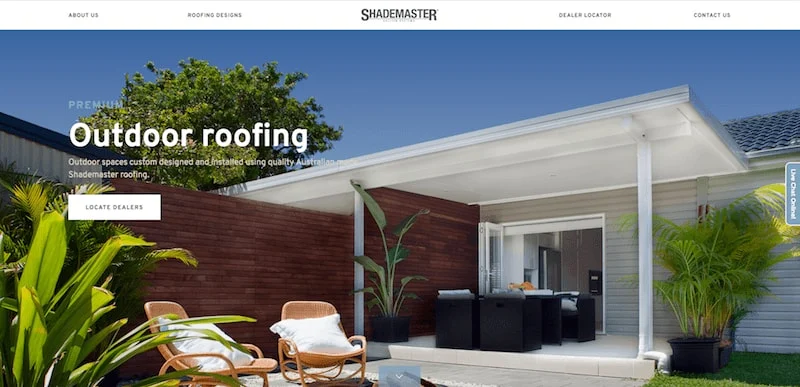 ABOUT US
ROOFING DESIGNS
SHADEMASTER
DEALER LOCATOR
CONTACT US
PREMIUM
Outdoor roofing
Outdoor spaces custom designed and installed using quality Australian made
Shademaster roofing.
LOCATE DEALERS
Live Chat Online!